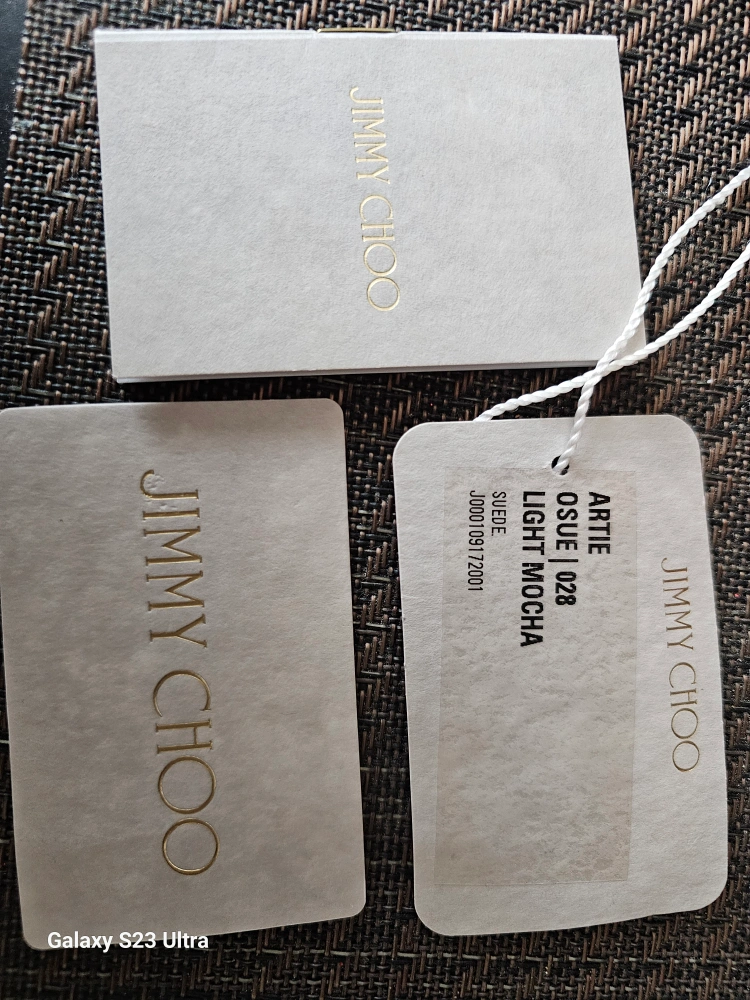 JIMMY CHOO
JIMMY CHOO
JIMMY CHOO
ARTIE
OSUE | 028
LIGHT MOCHA
SUEDE
J000109172001
Galaxy S23 Ultra